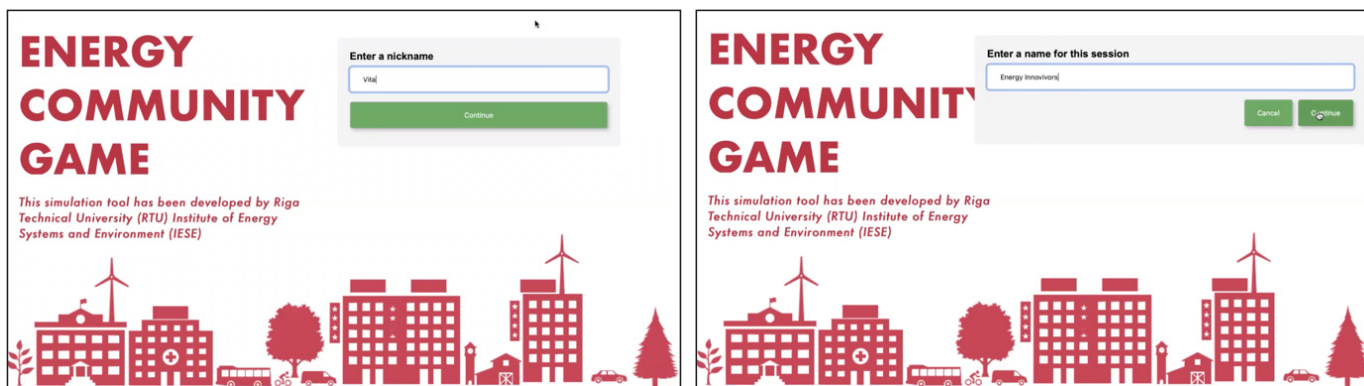 ENERGY
COMMUNITY
GAME
This simulation tool has been developed by Riga
Technical University (RTU) Institute of Energy
Systems and Environment (IESE)
Enter a nickname
Vita
Continue
ENERGY
COMMUNITY
GAME
This simulation tool has been developed by Riga
Technical University (RTU) Institute of Energy
Systems and Environment (IESE)
Enter a name for this session
Energy Innovivors
Cancel
Continue